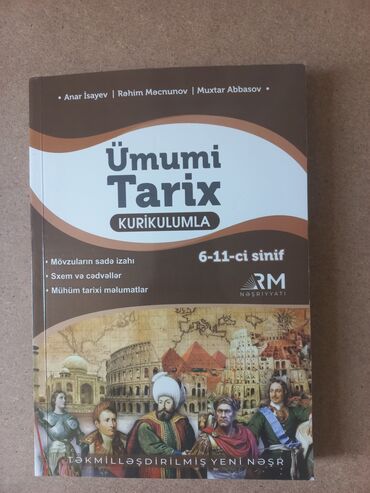 • Anar İsayev | Rəhim Məcnunov | Muxtar Abbasov •
Ümumi
Tarix
KURİKULUMLA
6-11-ci sinif
• Mövzuların sadə izahı
• Sxem və cədvəllər
• Mühüm tarixi məlumatlar
RM
NƏŞRİYYATI
TƏKMİLLƏŞDİRİLMİŞ YENİ NƏŞR